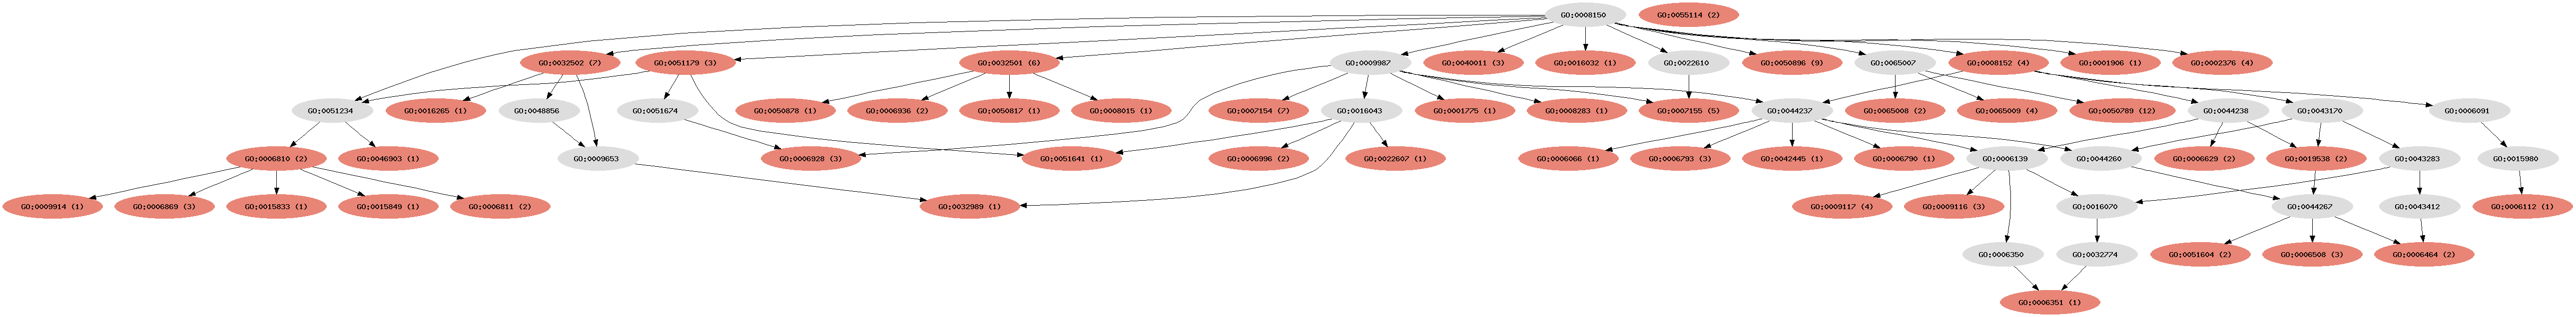 GO:0008150
GO:0055114 (2)
GO:0032502 (7)
GO:0051179 (3)
GO:0032501 (6)
GO:0009987
GO:0040011 (3)
GO:0016032 (1)
GO:0022610
GO:0050896 (9)
GO:0065007
GO:0008152 (4)
GO:0001906 (1)
GO:0002376 (4)
GO:0051234
GO:0016265 (1)
GO:0048856
GO:0051674
GO:0050878 (1)
GO:0006936 (2)
GO:0050817 (1)
GO:0008015 (1)
GO:0007154 (7)
GO:0016043
GO:0001775 (1)
GO:0008283 (1)
GO:0007155 (5)
GO:0044237
GO:0065008 (2)
GO:0065009 (4)
GO:0050789 (12)
GO:0044238
GO:0043170
GO:0006091
GO:0006810 (2)
GO:0046903 (1)
GO:0009653
GO:0006928 (3)
GO:0051641 (1)
GO:0006996 (2)
GO:0022607 (1)
GO:0006066 (1)
GO:0006793 (3)
GO:0042445 (1)
GO:0006790 (1)
GO:0006139
GO:0044260
GO:0006629 (2)
GO:0019538 (2)
GO:0043283
GO:0015980
GO:0009914 (1)
GO:0006869 (3)
GO:0015833 (1)
GO:0015849 (1)
GO:0006811 (2)
GO:0032989 (1)
GO:0009117 (4)
GO:0009116 (3)
GO:0016070
GO:0044267
GO:0043412
GO:0006112 (1)
GO:0006350
GO:0032774
GO:0051604 (2)
GO:0006508 (3)
GO:0006464 (2)
GO:0006351 (1)